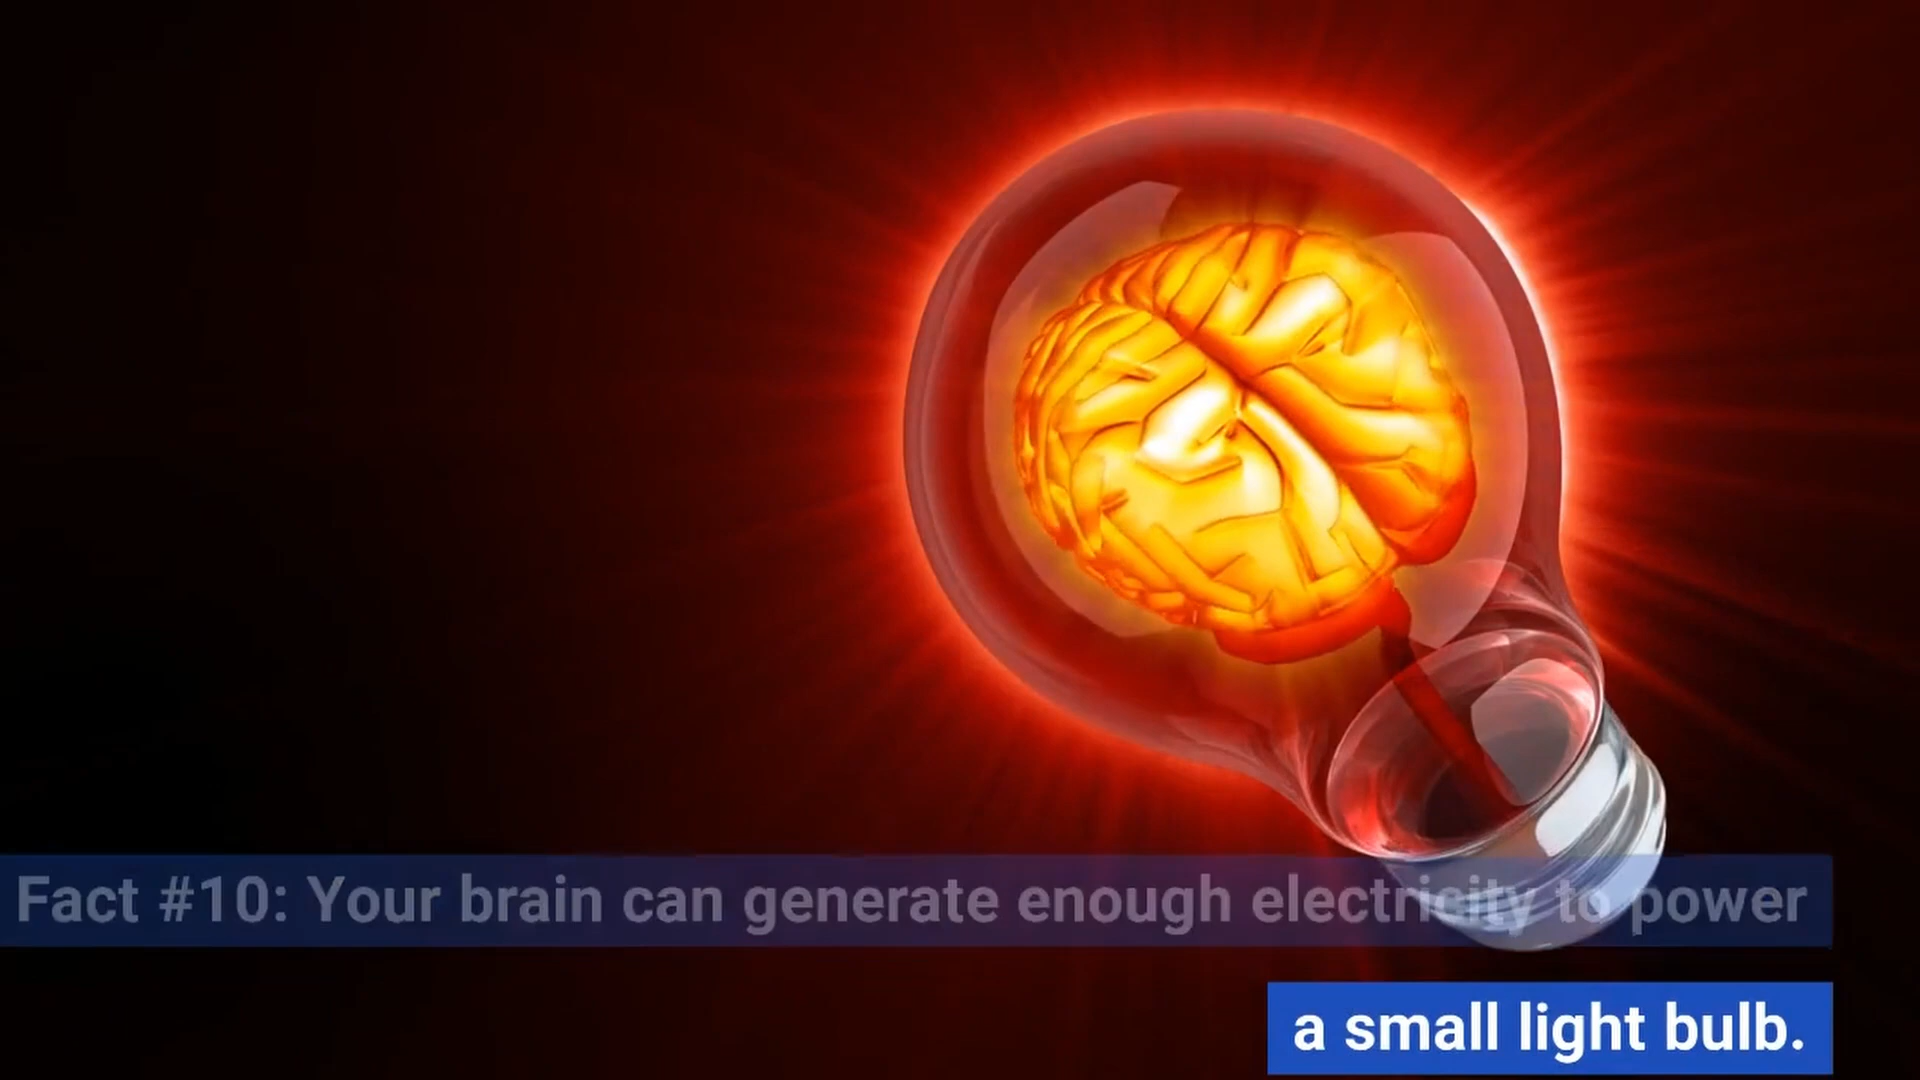 Fact #10: Your brain can generate enough electricity to power
a small light bulb.